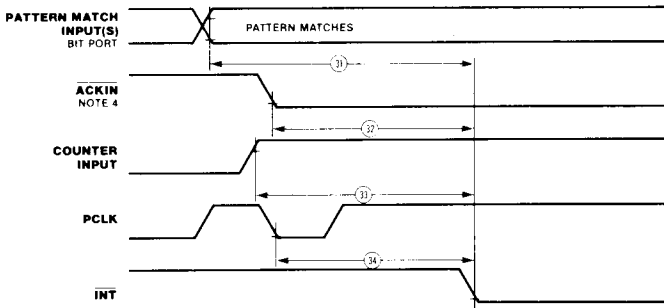 PATTERN MATCH
INPUT(S)
BIT PORT
PATTERN MATCHES
31
ACKIN
NOTE 4
32
COUNTER
INPUT
33
PCLK
34
INT